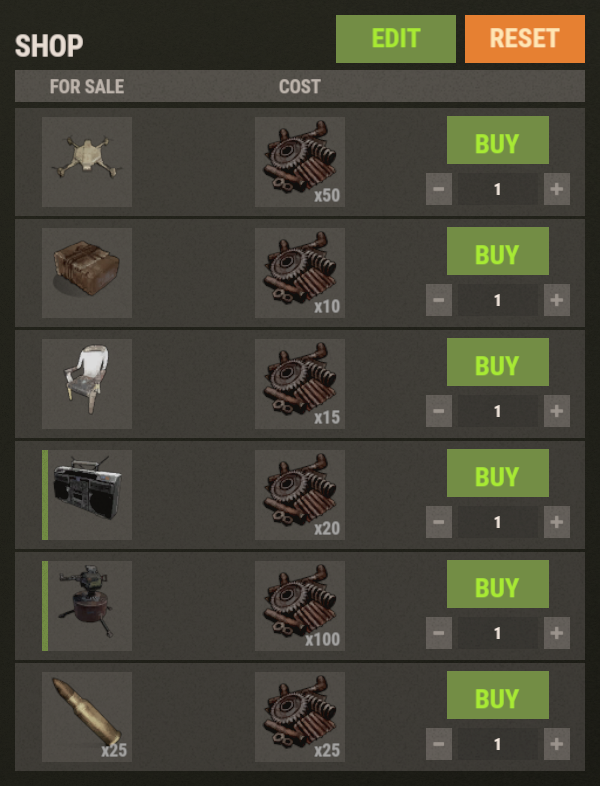 SHOP
EDIT
RESET
FOR SALE
COST
x50
BUY
- 1 +
x10
BUY
- 1 +
x15
BUY
- 1 +
x20
BUY
- 1 +
x100
BUY
- 1 +
x25
x25
BUY
- 1 +